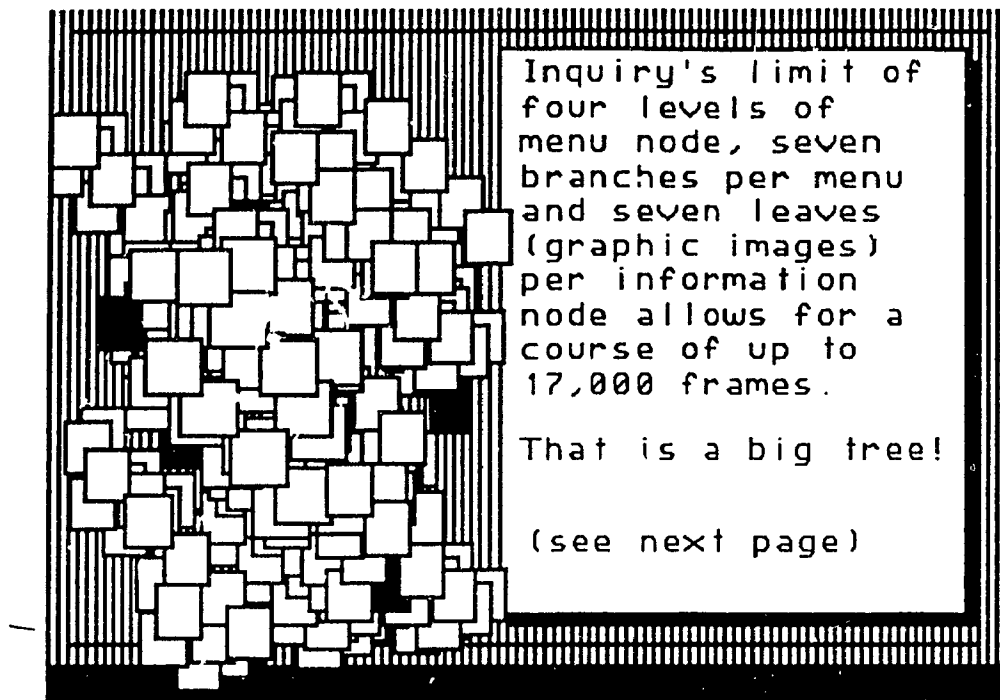 Inquiry's limit of
four levels of
menu node, seven
branches per menu
and seven leaves
(graphic images)
per information
node allows for a
course of up to
17,000 frames.
That is a big tree!
(see next page)